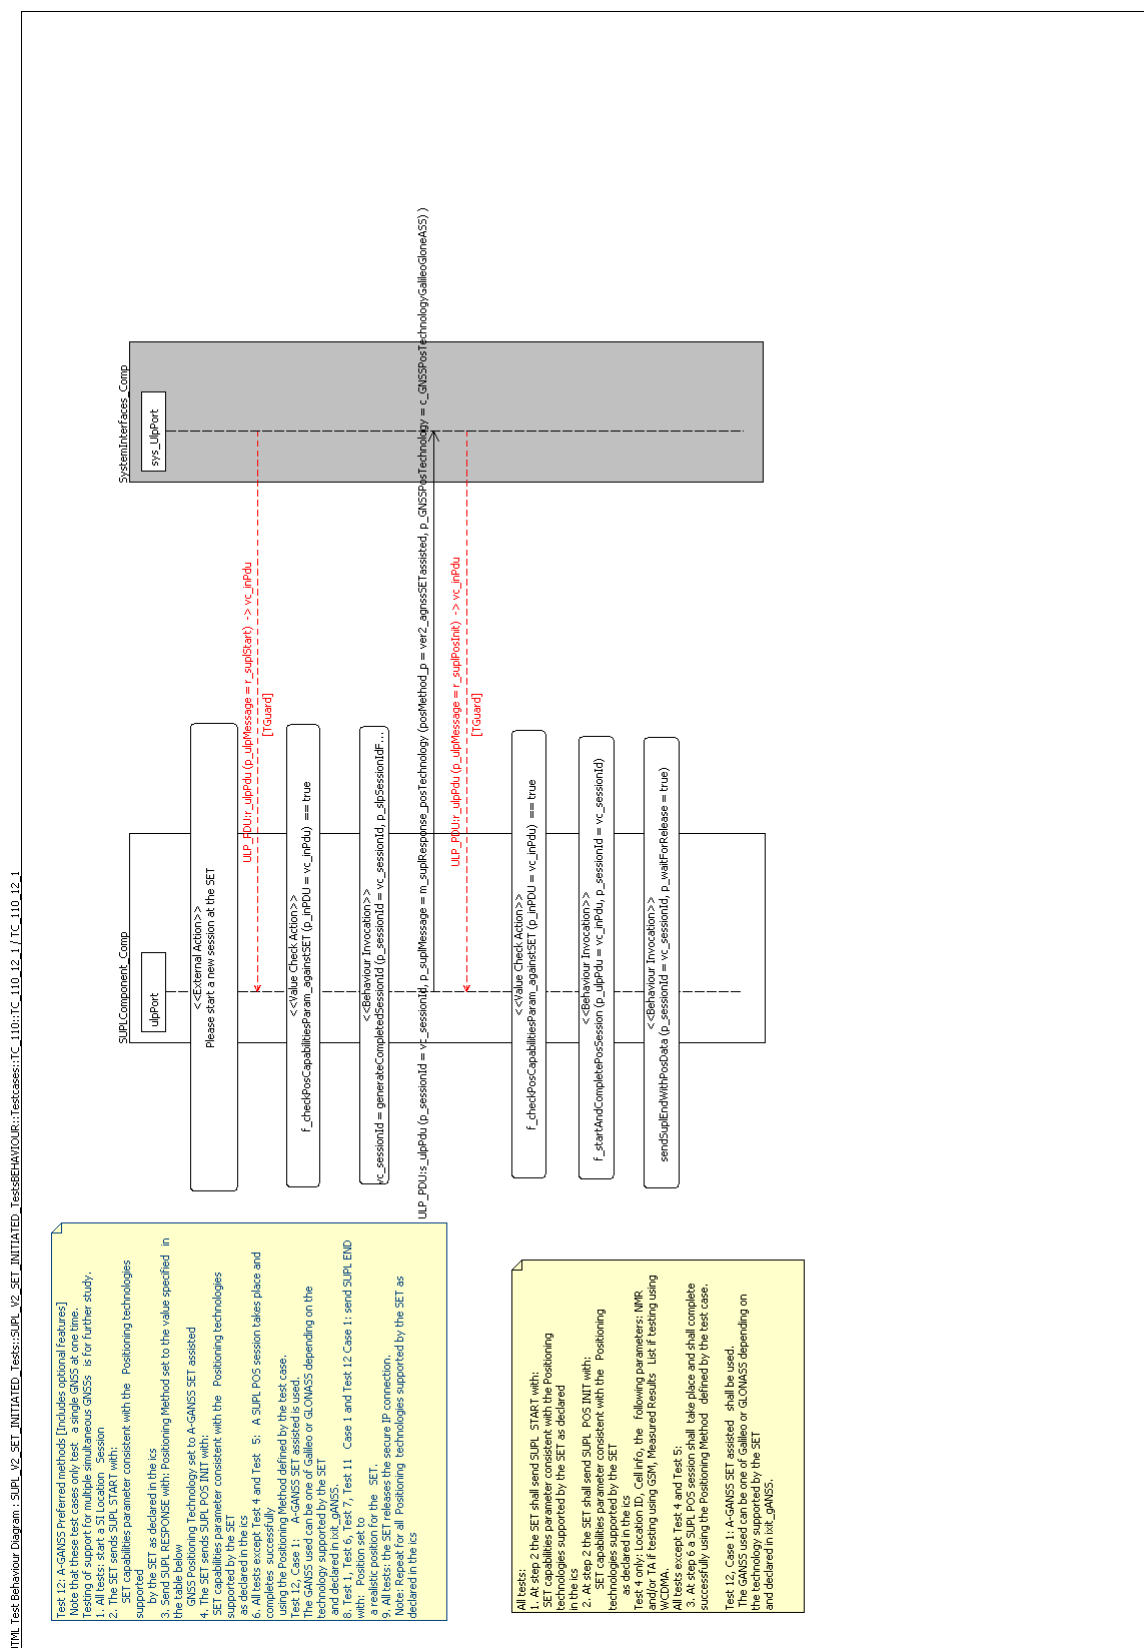 TML Test Behaviour Diagram : SUPL_V2_SET_INITIATED_Tests::SUPL_V2_SET_INITIATED_TestsBEHAVIOUR::Testcases::TC_110::TC_110_12_1 / TC_110_12_1
Test 12: A-GANSS Preferred methods [Includes optional features]
Note that these test cases only test a single GNSS at one time.
Testing of support for multiple simultaneous GNSSs is for further study.
1. All tests: start a SI Location Session
2. The SET sends SUPL START with:
SET capabilities parameter consistent with the Positioning technologies
supported
by the SET as declared in the ics
3. Send SUPL RESPONSE with: Positioning Method set to the value specified in
the table below
GNSS Positioning Technology set to A-GANSS SET assisted
4. The SET sends SUPL POS INIT with:
SET capabilities parameter consistent with the Positioning technologies
supported by the SET
as declared in the ics
6. All tests except Test 4 and Test 5: A SUPL POS session takes place and
completes successfully
using the Positioning Method defined by the test case.
Test 12, Case 1: A-GANSS SET assisted is used.
The GANSS used can be one of Galileo or GLONASS depending on the
technology supported by the SET
and declared in ixit_gANSS.
8. Test 1, Test 6, Test 7, Test 11 Case 1 and Test 12 Case 1: send SUPL END
with: Position set to
a realistic position for the SET.
9. All tests: the SET releases the secure IP connection.
Note: Repeat for all Positioning technologies supported by the SET as
declared in the ics
All tests:
1. At step 2 the SET shall send SUPL START with:
SET capabilities parameter consistent with the Positioning
technologies supported by the SET as declared
in the ics
2. At step 2 the SET shall send SUPL POS INIT with:
SET capabilities parameter consistent with the Positioning
technologies supported by the SET
as declared in the ics
Test 4 only: Location ID, Cell info, the following parameters: NMR
and/or TA if testing using GSM, Measured Results List if testing using
WCDMA.
All tests except Test 4 and Test 5:
3. At step 6 a SUPL POS session shall take place and shall complete
successfully using the Positioning Method defined by the test case.
Test 12, Case 1: A-GANSS SET assisted shall be used.
The GANSS used can be one of Galileo or GLONASS depending on
the technology supported by the SET
and declared in ixit_gANSS.
SUPLComponent_Comp
ulpPort
SystemInterfaces_Comp
sys_UlpPort
<<External Action>>
Please start a new session at the SET
ULP_PDU:r_ulpPdu (p_ulpMessage = r_suplStart) -> vc_inPdu
[TGuard]
<<Value Check Action>>
f_checkPosCapabilitiesParam_againstSET (p_inPDU = vc_inPdu) == true
<<Behaviour Invocation>>
vc_sessionId = generateCompletedSessionId (p_sessionId = vc_sessionId, p_slpSessionIdF...
ULP_PDU:s_ulpPdu (p_sessionId = vc_sessionId, p_suplMessage = m_suplResponse_posTechnology (posMethod_p = ver2_agnssSETassisted, p_GNSSPosTechnology = c_GNSSPosTechnologyGalileoGloneASS) )
ULP_PDU:r_ulpPdu (p_ulpMessage = r_suplPosInit) -> vc_inPdu
[TGuard]
<<Value Check Action>>
f_checkPosCapabilitiesParam_againstSET (p_inPDU = vc_inPdu) == true
<<Behaviour Invocation>>
f_startAndCompletePosSession (p_ulpPdu = vc_inPdu, p_sessionId = vc_sessionId)
<<Behaviour Invocation>>
sendSuplEndWithPosData (p_sessionId = vc_sessionId, p_waitForRelease = true)